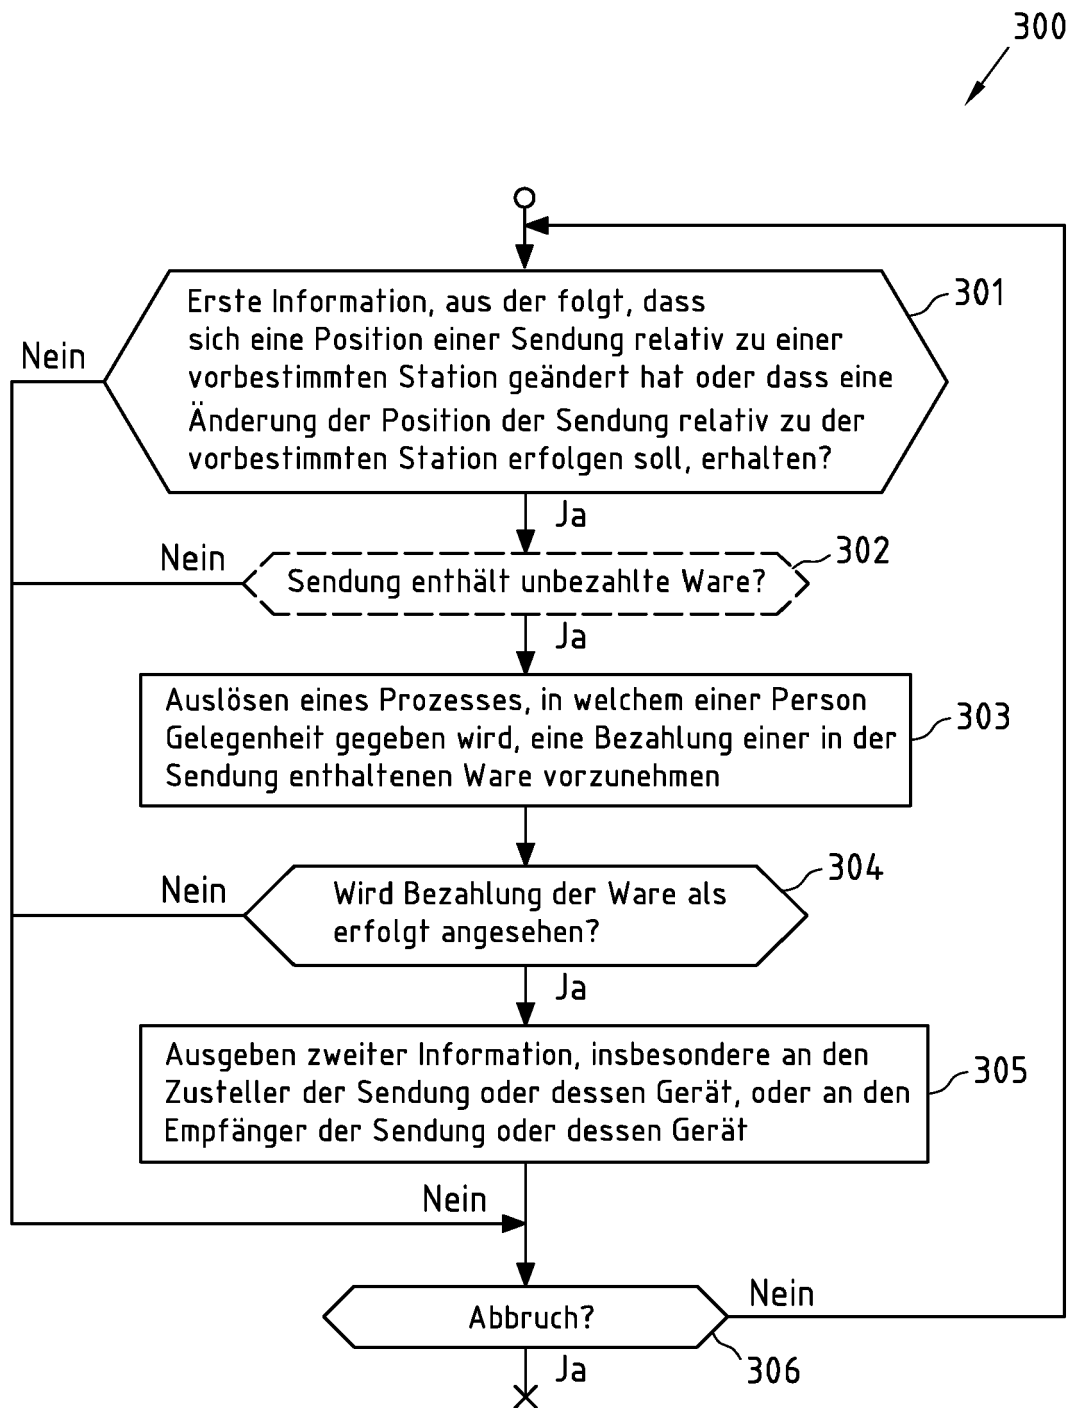 300
Erste Information, aus der folgt, dass
sich eine Position einer Sendung relativ zu einer
vorbestimmten Station geändert hat oder dass eine
Änderung der Position der Sendung relativ zu der
vorbestimmten Station erfolgen soll, erhalten?
301
Nein
Ja
Nein
Sendung enthält unbezahlte Ware?
302
Ja
Auslösen eines Prozesses, in welchem einer Person
Gelegenheit gegeben wird, eine Bezahlung einer in der
Sendung enthaltenen Ware vorzunehmen
303
Nein
Wird Bezahlung der Ware als
erfolgt angesehen?
304
Ja
Ausgeben zweiter Information, insbesondere an den
Zusteller der Sendung oder dessen Gerät, oder an den
Empfänger der Sendung oder dessen Gerät
305
Nein
Abbruch?
Nein
306
Ja